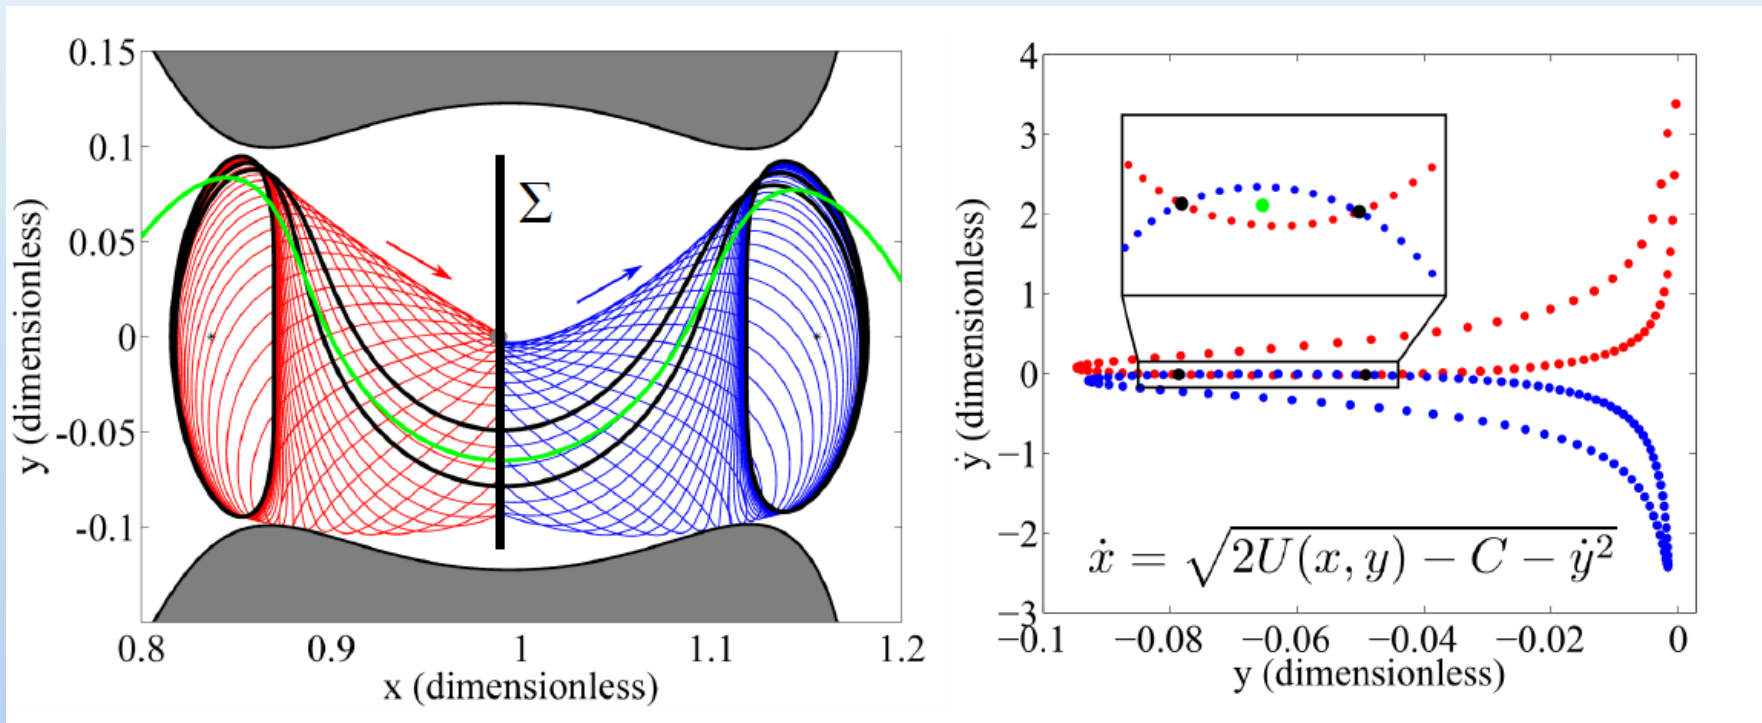 0.15
0.1
0.05
0
-0.05
-0.1
y (dimensionless)
Σ
0.8 0.9 1 1.1 1.2
x (dimensionless)
4
3
2
1
0
−1
−2
−3
ẏ (dimensionless)
ẋ = √2U(x, y) − C − ẏ²
−0.1 −0.08 −0.06 −0.04 −0.02 0
y (dimensionless)